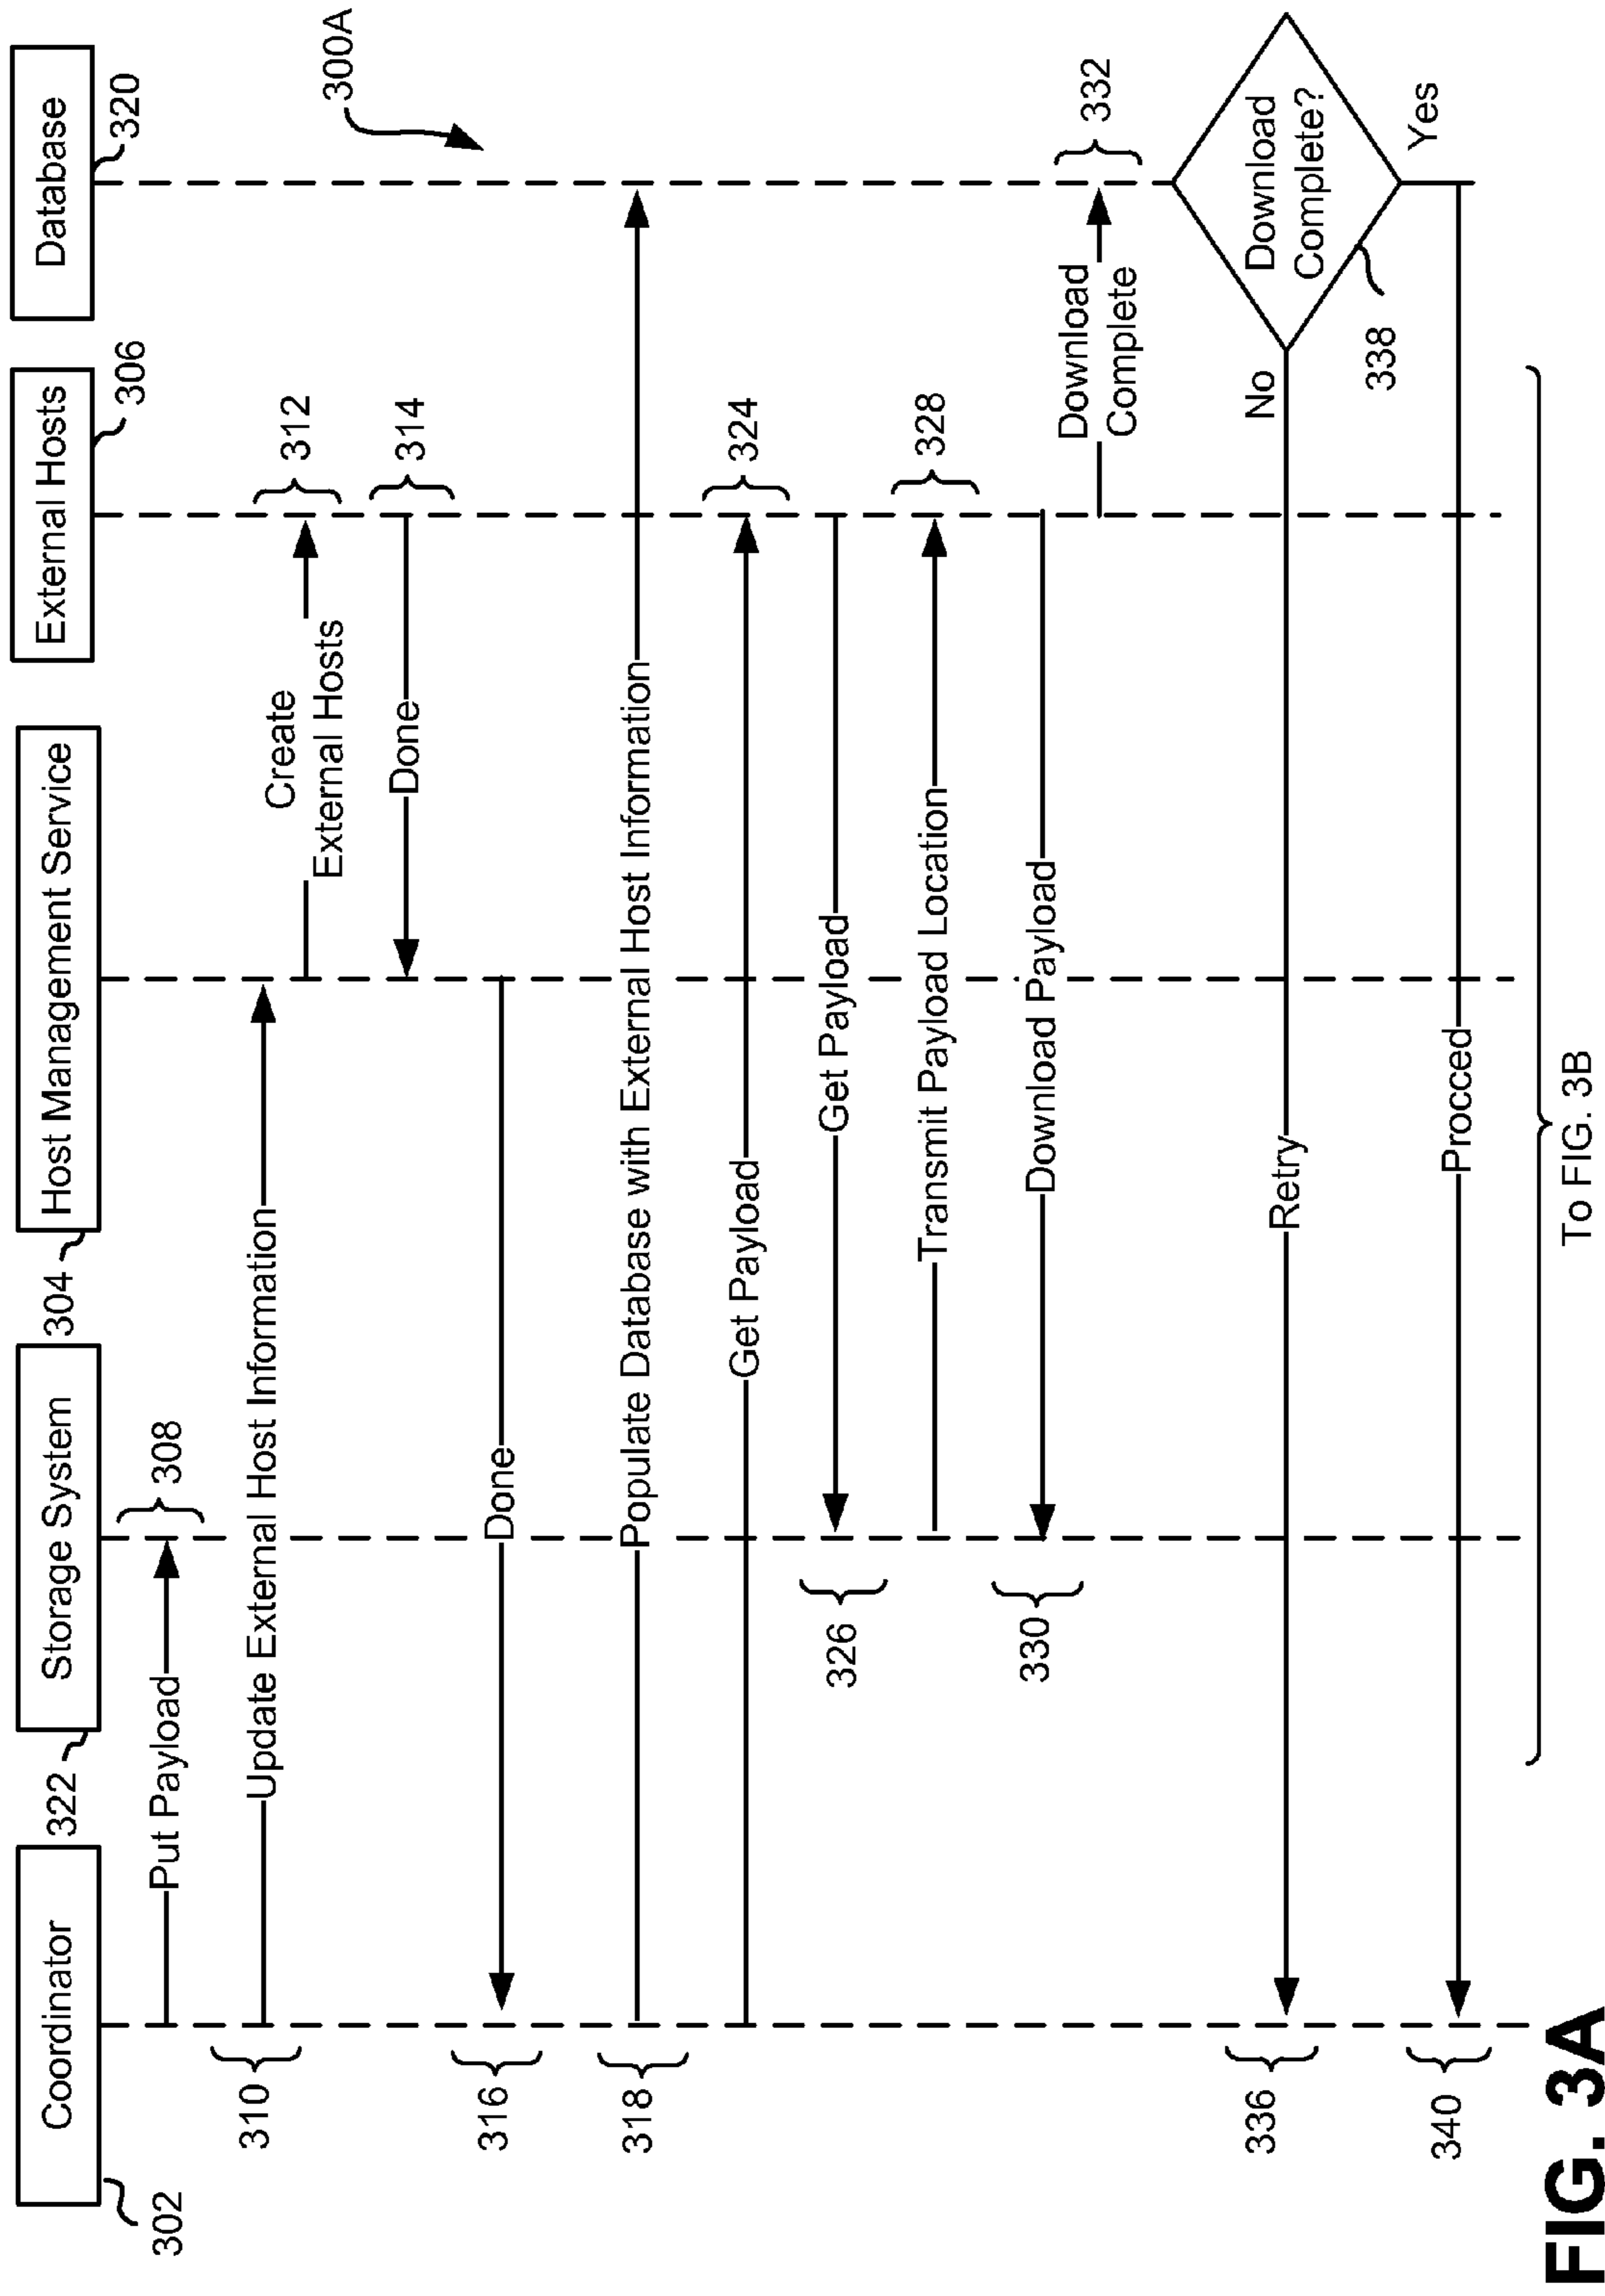 Coordinator
302
Storage System
322
Host Management Service
304
External Hosts
306
Database
320
300A
Put Payload
308
310
Update External Host Information
Create
External Hosts
312
Done
314
316
Done
318
Populate Database with External Host Information
Get Payload
324
326
Get Payload
Transmit Payload Location
328
330
Download Payload
Download
Complete
332
Download
Complete?
338
No
Yes
336
Retry
340
Procced
To FIG. 3B
FIG. 3A